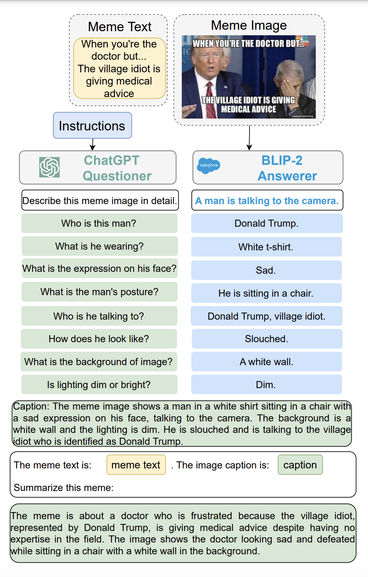 Meme Text
When you're the
doctor but...
The village idiot is
giving medical
advice
Meme Image
WHEN YOU'RE THE DOCTOR BUT...
THE VILLAGE IDIOT IS GIVING
MEDICAL ADVICE
Instructions
ChatGPT
Questioner
salesforce
BLIP-2
Answerer
Describe this meme image in detail.
A man is talking to the camera.
Who is this man?
Donald Trump.
What is he wearing?
White t-shirt.
What is the expression on his face?
Sad.
What is the man's posture?
He is sitting in a chair.
Who is he talking to?
Donald Trump, village idiot.
How does he look like?
Slouched.
What is the background of image?
A white wall.
Is lighting dim or bright?
Dim.
Caption: The meme image shows a man in a white shirt sitting in a chair with
a sad expression on his face, talking to the camera. The background is a
white wall and the lighting is dim. He is slouched and is talking to the village
idiot who is identified as Donald Trump.
The meme text is: meme text . The image caption is: caption
Summarize this meme:
The meme is about a doctor who is frustrated because the village idiot,
represented by Donald Trump, is giving medical advice despite having no
expertise in the field. The image shows the doctor looking sad and defeated
while sitting in a chair with a white wall in the background.